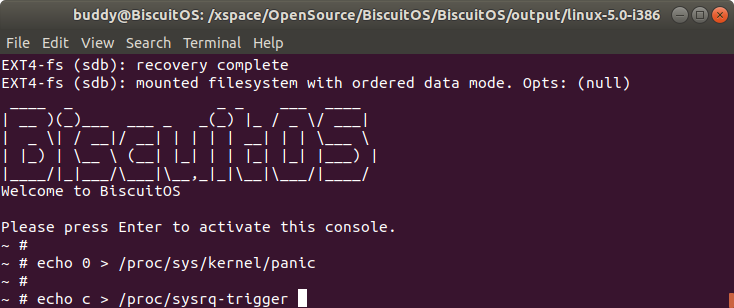 buddy@BiscuitOS: /xspace/OpenSource/BiscuitOS/BiscuitOS/output/linux-5.0-i386
File Edit View Search Terminal Help
EXT4-fs (sdb): recovery complete
EXT4-fs (sdb): mounted filesystem with ordered data mode. Opts: (null)
BiscuitOS
Welcome to BiscuitOS
Please press Enter to activate this console.
~ #
~ # echo 0 > /proc/sys/kernel/panic
~ #
~ # echo c > /proc/sysrq-trigger